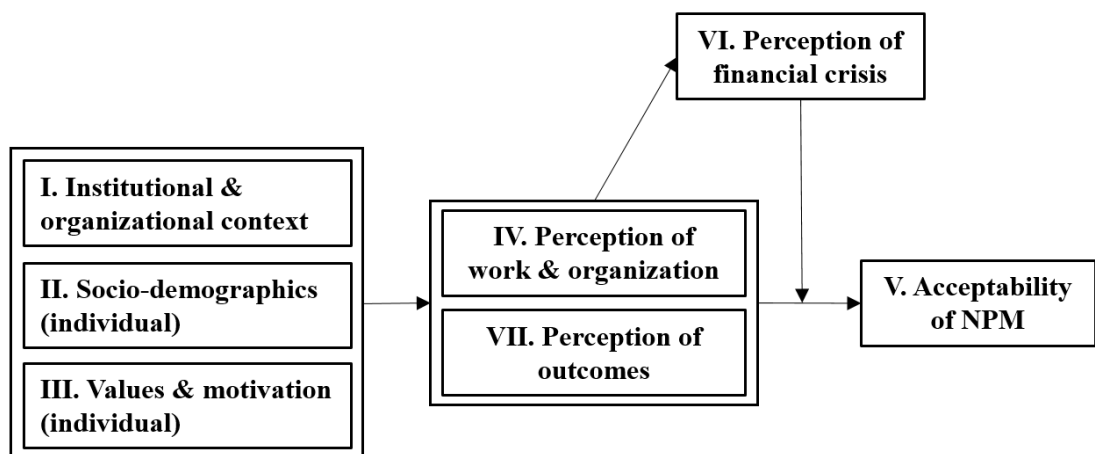 VI. Perception of
financial crisis
I. Institutional &
organizational context
II. Socio-demographics
(individual)
III. Values & motivation
(individual)
IV. Perception of
work & organization
VII. Perception of
outcomes
V. Acceptability
of NPM